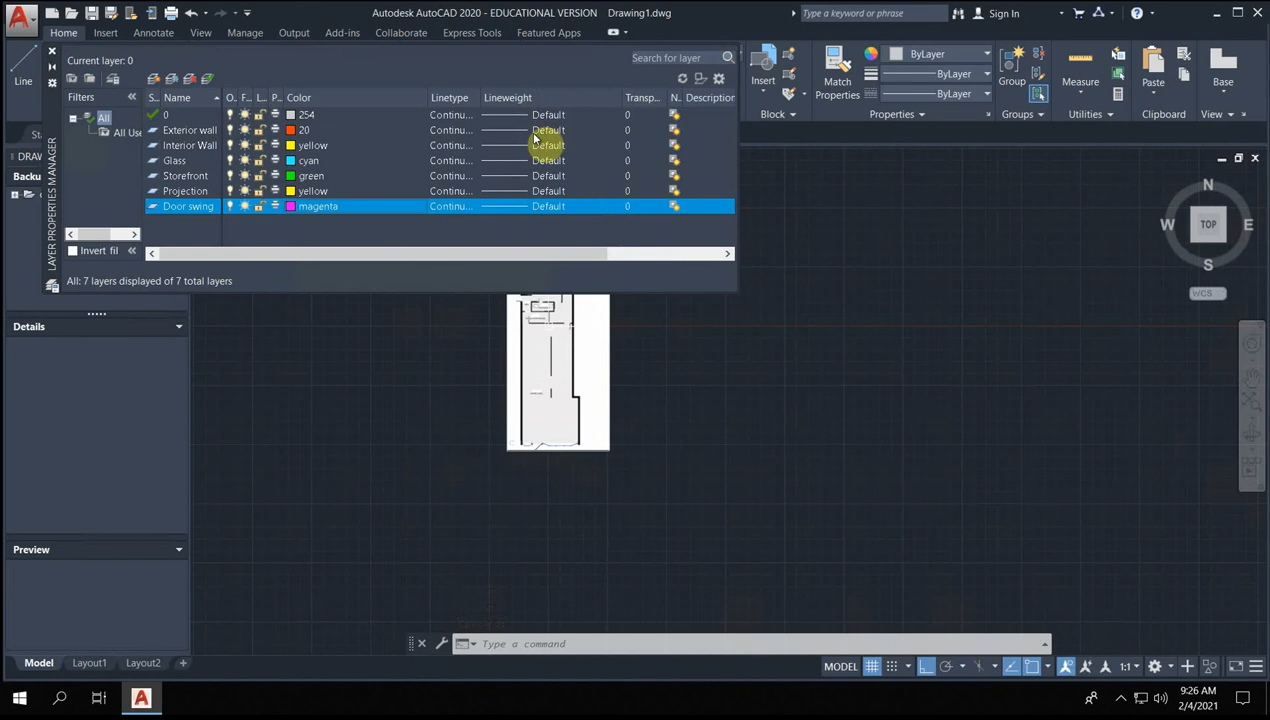 Autodesk AutoCAD 2020 - EDUCATIONAL VERSION Drawing1.dwg
Type a keyword or phrase
Sign In
Home Insert Annotate View Manage Output Add-ins Collaborate Express Tools Featured Apps
Line
Insert
Match
Properties
ByLayer
ByLayer
ByLayer
Group
Measure
Paste
Base
Block
Properties
Groups
Utilities
Clipboard
View
Current layer: 0
Search for layer
LAYER PROPERTIES MANAGER
Filters
All
All Use
Invert fil
S.. Name O.. F.. L.. P.. Color Linetype Lineweight Transp... N.. Description
0 254 Continu... Default 0
Exterior wall 20 Continu... Default 0
Interior Wall yellow Continu... Default 0
Glass cyan Continu... Default 0
Storefront green Continu... Default 0
Projection yellow Continu... Default 0
Door swing magenta Continu... Default 0
All: 7 layers displayed of 7 total layers
Sta
DRAW
Backu
Details
Preview
N
W TOP E
S
WCS
Type a command
Model Layout1 Layout2 +
MODEL
1:1
9:26 AM
2/4/2021